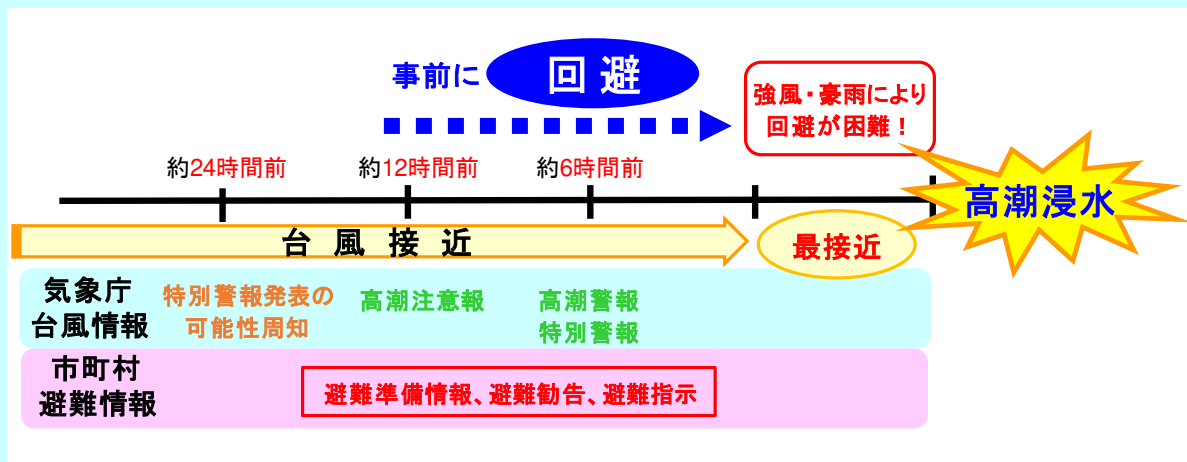 事前に 回避
強風・豪雨により
回避が困難！
約24時間前 約12時間前 約6時間前
高潮浸水
台風接近 最接近
気象庁
台風情報
特別警報発表の
可能性周知
高潮注意報
高潮警報
特別警報
市町村
避難情報
避難準備情報、避難勧告、避難指示